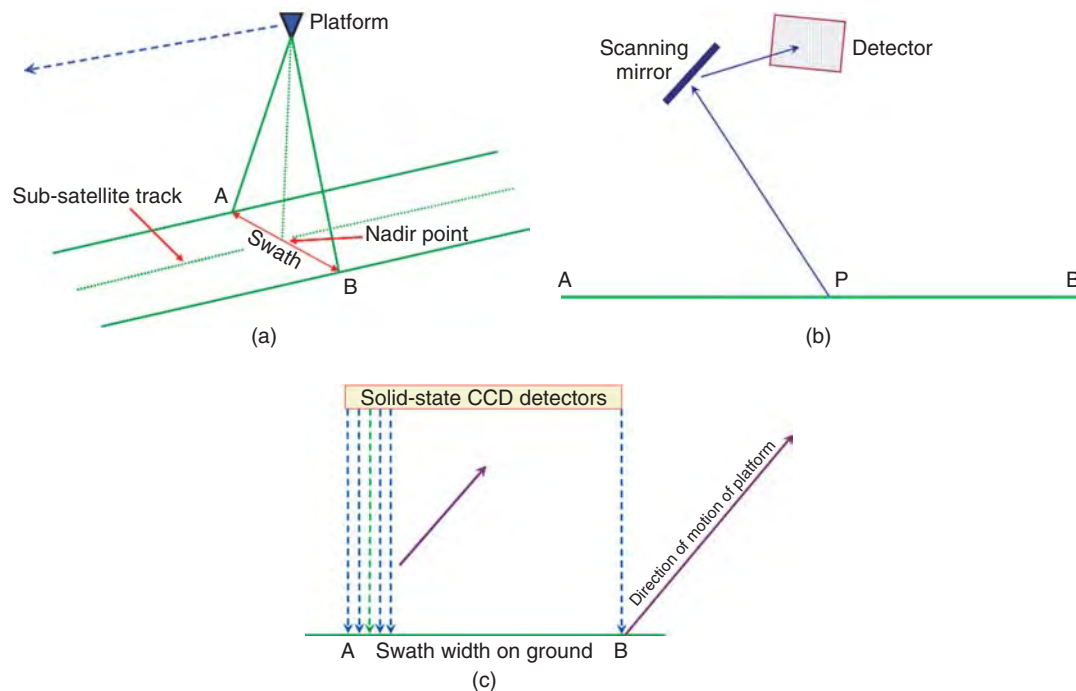 Platform
Sub-satellite track
A
Swath
Nadir point
B
(a)
Scanning
mirror
Detector
A
P
B
(b)
Solid-state CCD detectors
Direction of motion of platform
A
Swath width on ground
B
(c)